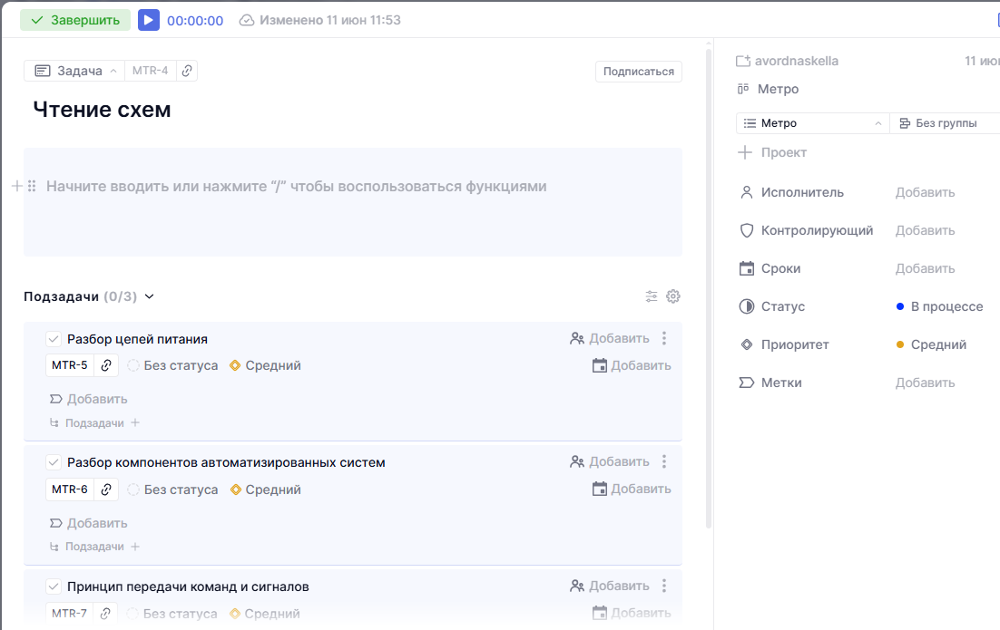 Завершить 00:00:00 Изменено 11 июн 11:53
Задача MTR-4
Подписаться
Чтение схем
Начните вводить или нажмите “/” чтобы воспользоваться функциями
Подзадачи (0/3)
Разбор цепей питания Добавить
MTR-5 Без статуса Средний Добавить
Добавить
Подзадачи
Разбор компонентов автоматизированных систем Добавить
MTR-6 Без статуса Средний Добавить
Добавить
Подзадачи
Принцип передачи команд и сигналов Добавить
MTR-7 Без статуса Средний Добавить
avordnaskella 11 июн
Метро
Метро Без группы
Проект
Исполнитель Добавить
Контролирующий Добавить
Сроки Добавить
Статус В процессе
Приоритет Средний
Метки Добавить